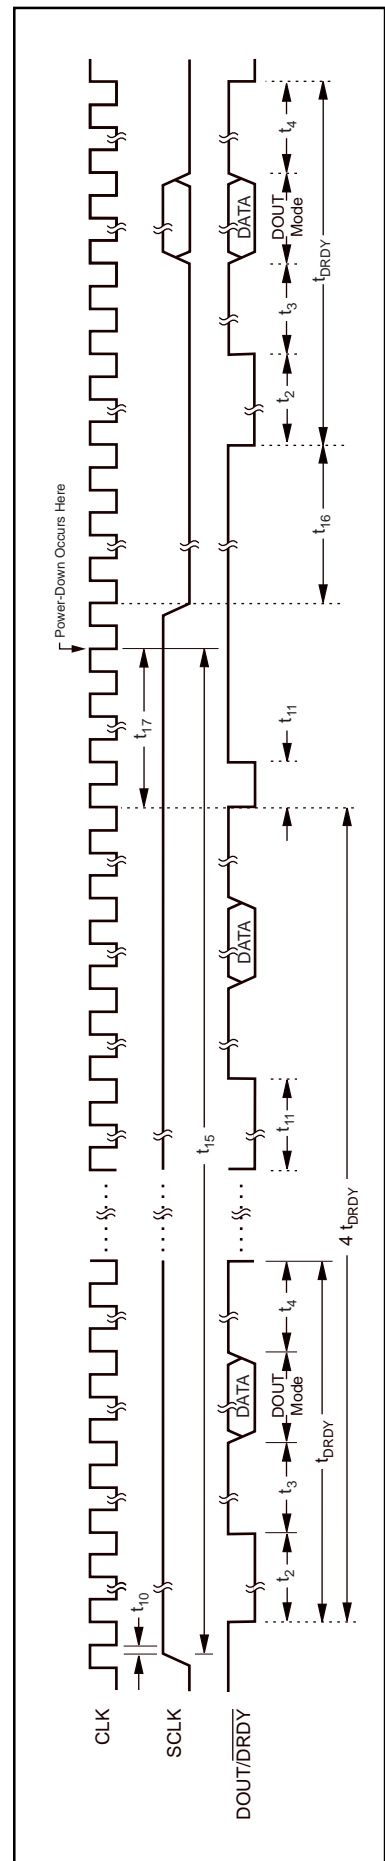 Power-Down Occurs Here
CLK
t10
t17
SCLK
t15
DOUT/DRDY
DATA
DATA
DATA
t2
t3
DOUT
Mode
t4
t11
t11
t16
t2
t3
DOUT
Mode
t4
tDRDY
tDRDY
4 tDRDY